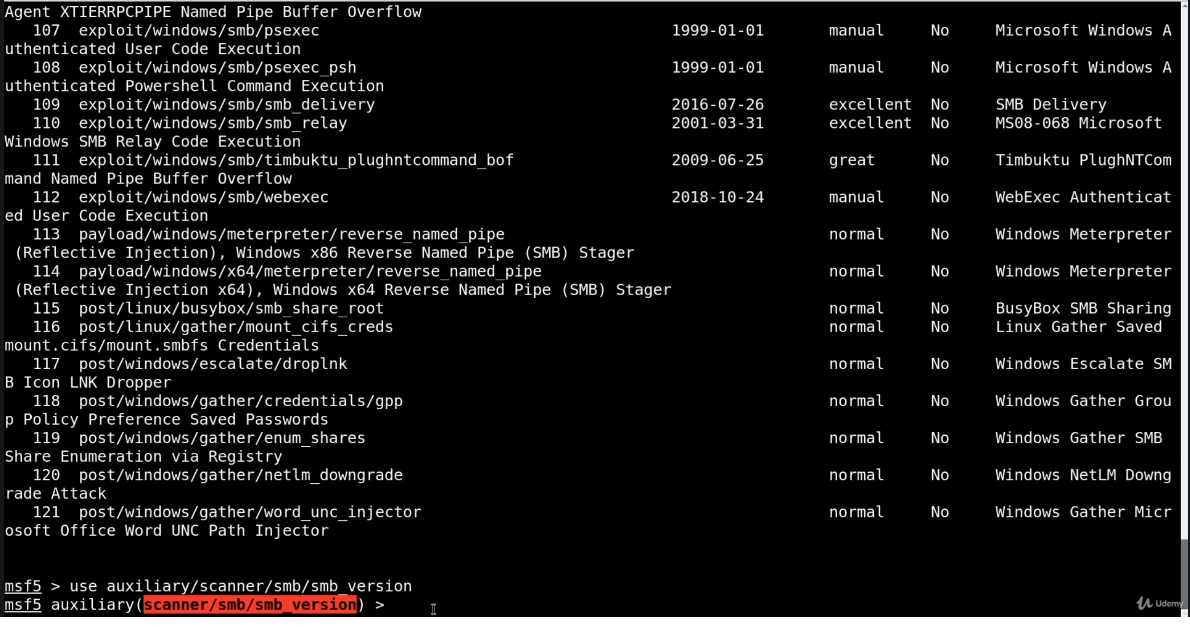 Agent XTIERRPCPIPE Named Pipe Buffer Overflow
107 exploit/windows/smb/psexec 1999-01-01 manual No Microsoft Windows A
uthenticated User Code Execution
108 exploit/windows/smb/psexec_psh 1999-01-01 manual No Microsoft Windows A
uthenticated Powershell Command Execution
109 exploit/windows/smb/smb_delivery 2016-07-26 excellent No SMB Delivery
110 exploit/windows/smb/smb_relay 2001-03-31 excellent No MS08-068 Microsoft
Windows SMB Relay Code Execution
111 exploit/windows/smb/timbuktu_plughntcommand_bof 2009-06-25 great No Timbuktu PlughNTCom
mand Named Pipe Buffer Overflow
112 exploit/windows/smb/webexec 2018-10-24 manual No WebExec Authenticat
ed User Code Execution
113 payload/windows/meterpreter/reverse_named_pipe normal No Windows Meterpreter
(Reflective Injection), Windows x86 Reverse Named Pipe (SMB) Stager
114 payload/windows/x64/meterpreter/reverse_named_pipe normal No Windows Meterpreter
(Reflective Injection x64), Windows x64 Reverse Named Pipe (SMB) Stager
115 post/linux/busybox/smb_share_root normal No BusyBox SMB Sharing
116 post/linux/gather/mount_cifs_creds normal No Linux Gather Saved
mount.cifs/mount.smbfs Credentials
117 post/windows/escalate/droplnk normal No Windows Escalate SM
B Icon LNK Dropper
118 post/windows/gather/credentials/gpp normal No Windows Gather Grou
p Policy Preference Saved Passwords
119 post/windows/gather/enum_shares normal No Windows Gather SMB
Share Enumeration via Registry
120 post/windows/gather/netlm_downgrade normal No Windows NetLM Downg
rade Attack
121 post/windows/gather/word_unc_injector normal No Windows Gather Micr
osoft Office Word UNC Path Injector
msf5 > use auxiliary/scanner/smb/smb_version
msf5 auxiliary(scanner/smb/smb_version) >
Udemy